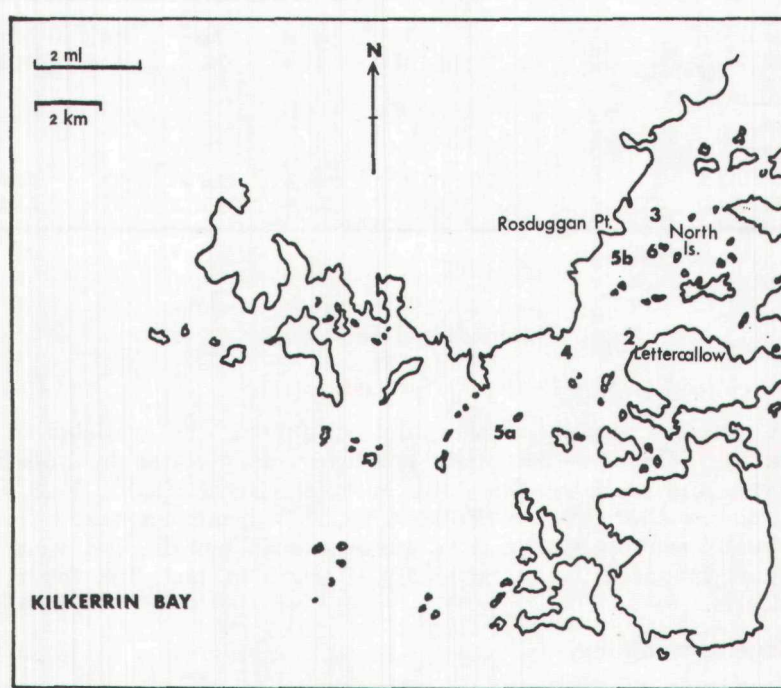 2 ml
2 km
N
Rosduggan Pt.
3
North
Is.
6
5b
4
2
Lettercallow
5a
KILKERRIN BAY